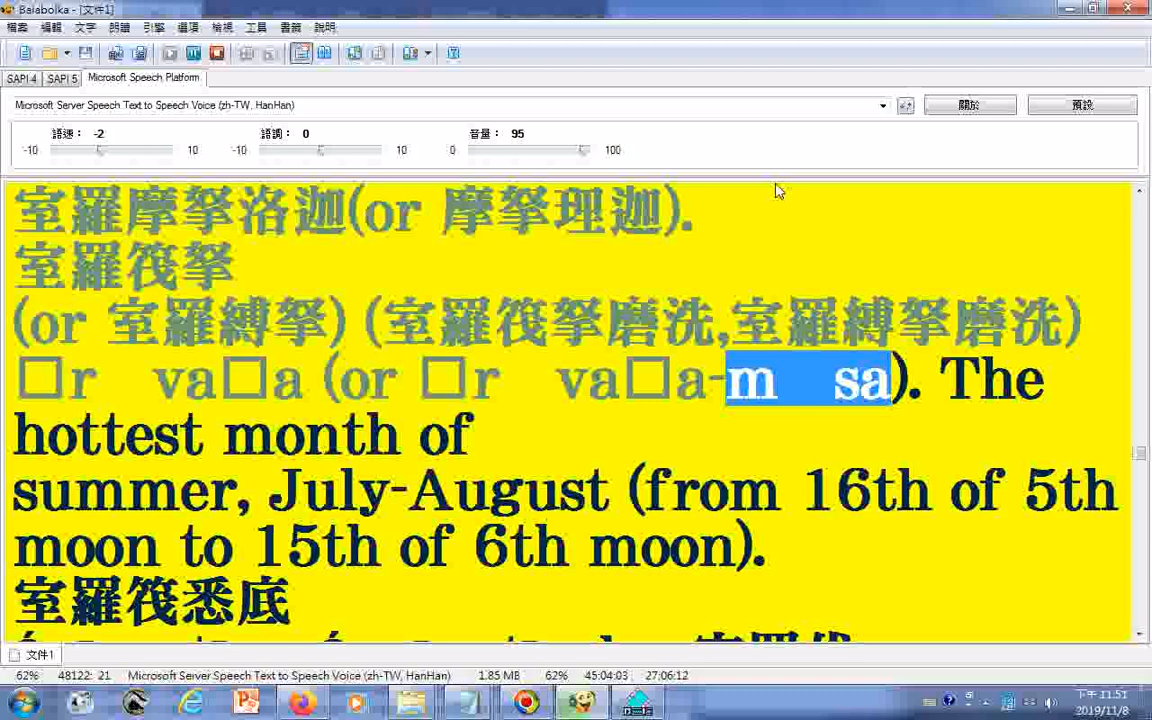 Balabolka - [文件1]
檔案 編輯 文字 朗讀 引擎 選項 檢視 工具 書籤 說明
SAPI 4 SAPI 5 Microsoft Speech Platform
Microsoft Server Speech Text to Speech Voice (zh-TW, HanHan) 關於 預設
語速： -2 語調： 0 音量： 95
-10 10 -10 10 0 100
室羅摩拏洛迦(or 摩拏理迦).
室羅筏拏
(or 室羅縛拏) (室羅筏拏磨洗,室羅縛拏磨洗)
□r va□a (or □r va□a-m sa). The
hottest month of
summer, July-August (from 16th of 5th
moon to 15th of 6th moon).
室羅筏悉底
文件1
62% 48122: 21 Microsoft Server Speech Text to Speech Voice (zh-TW, HanHan) 1.85 MB 62% 45:04:03 27:06:12
下午 11:51
2019/11/8